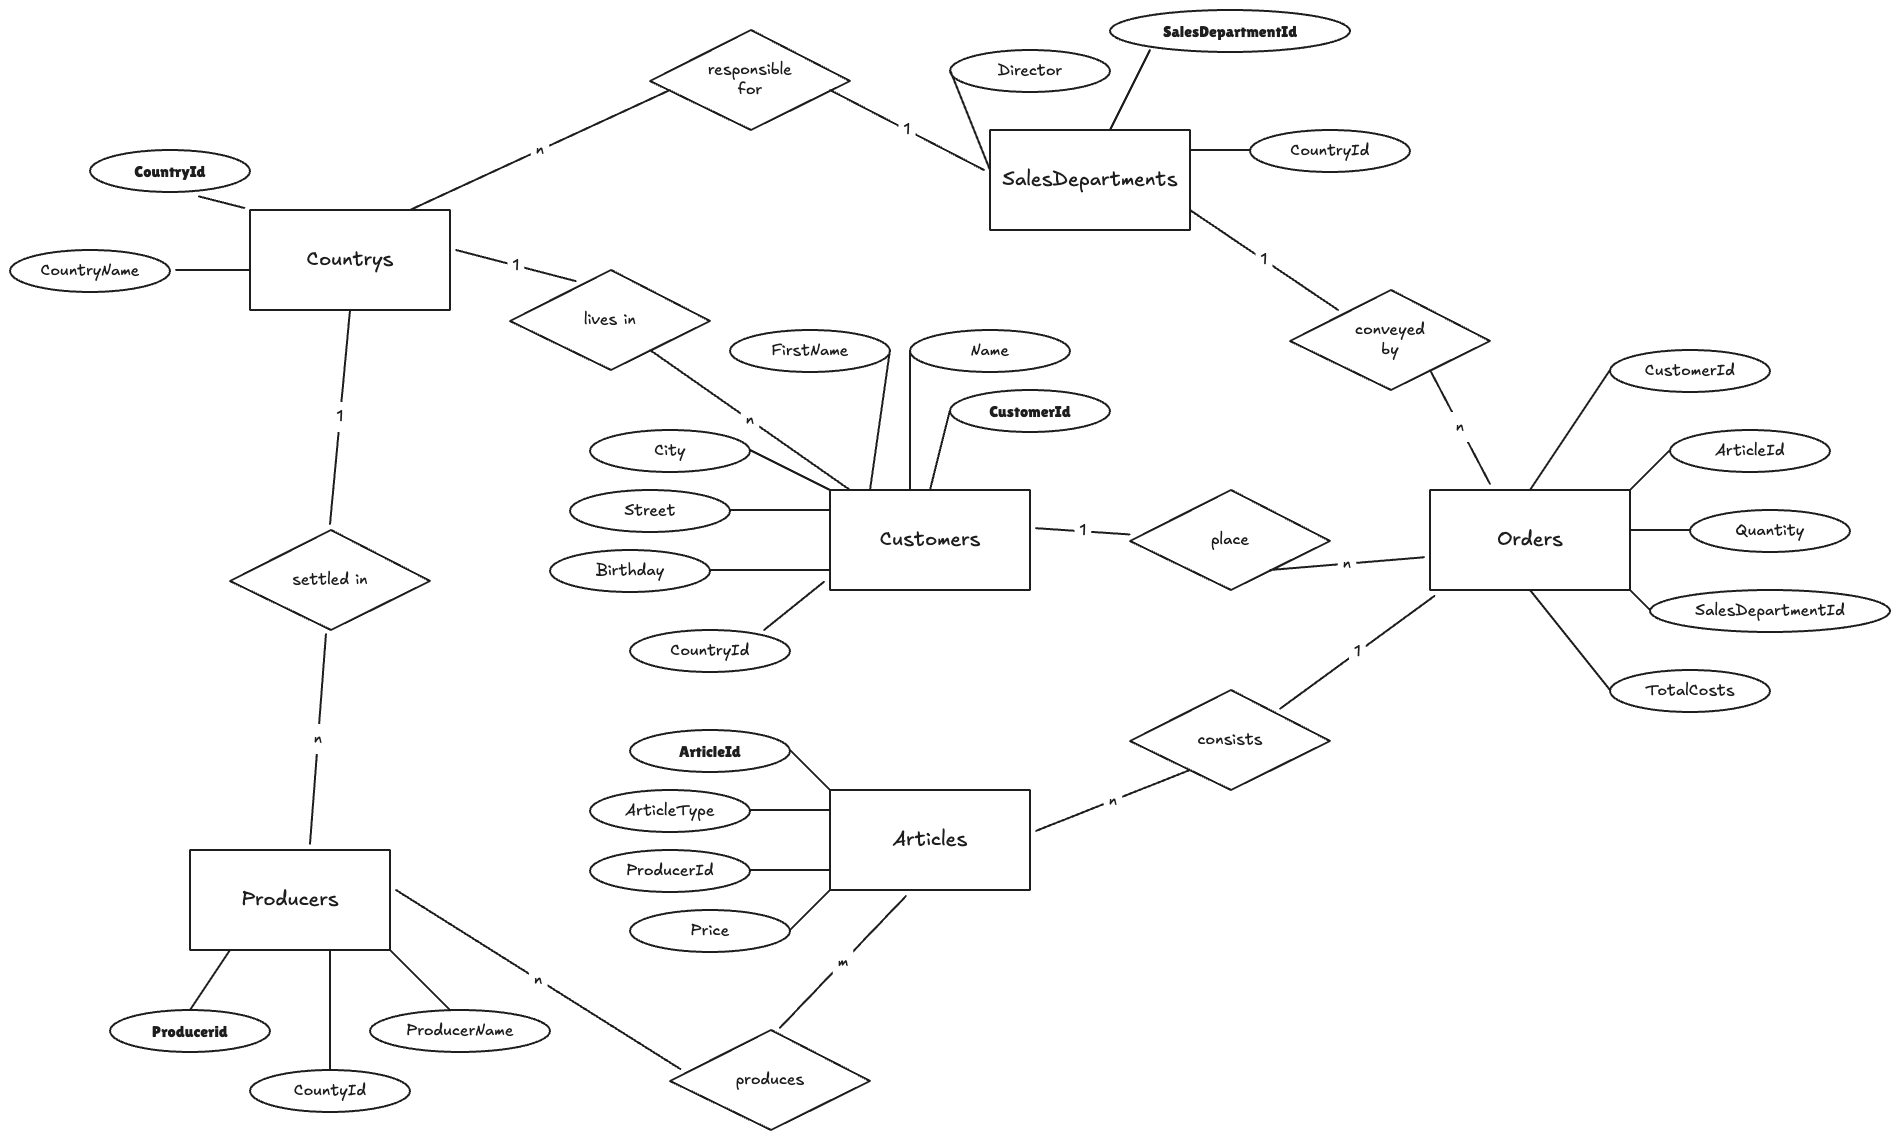 SalesDepartmentId
Director
responsible
for
1
CountryId
n
CountryId
SalesDepartments
Countrys
CountryName
1
1
lives in
conveyed
by
FirstName
Name
CustomerId
CustomerId
1
n
n
City
ArticleId
Street
Customers
1
place
Orders
Quantity
n
settled in
Birthday
SalesDepartmentId
CountryId
1
TotalCosts
n
ArticleId
consists
n
ArticleType
Articles
ProducerId
Producers
Price
m
n
Producerid
ProducerName
CountyId
produces